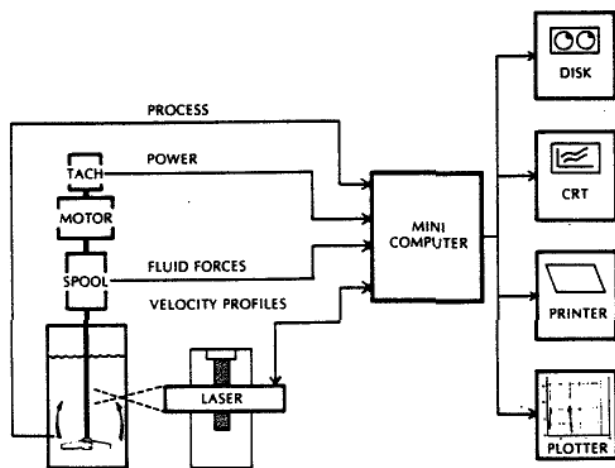 PROCESS
TACH
POWER
MOTOR
SPOOL
FLUID FORCES
VELOCITY PROFILES
LASER
MINI
COMPUTER
DISK
CRT
PRINTER
PLOTTER